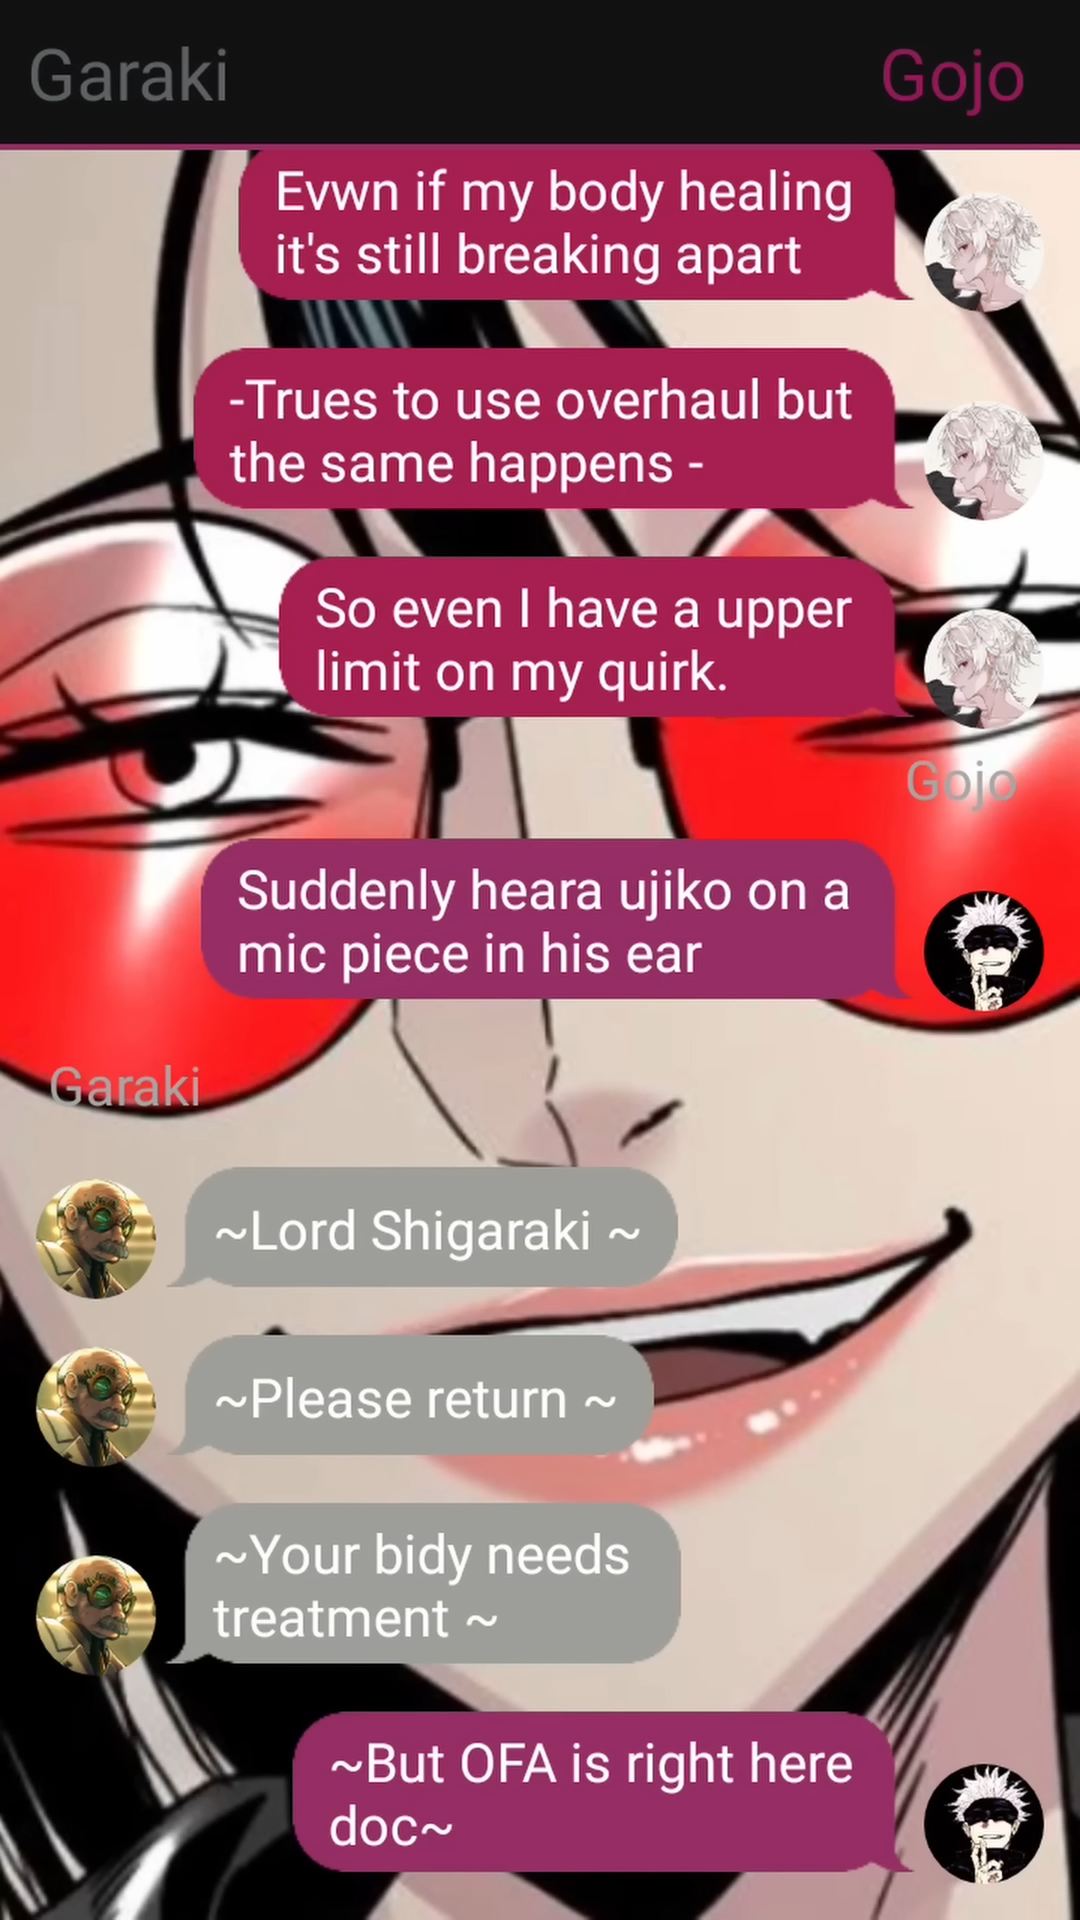 Garaki
Gojo
Evwn if my body healing
it's still breaking apart
-Trues to use overhaul but
the same happens -
So even I have a upper
limit on my quirk.
Gojo
Suddenly heara ujiko on a
mic piece in his ear
Garaki
~Lord Shigaraki ~
~Please return ~
~Your bidy needs
treatment ~
~But OFA is right here
doc~